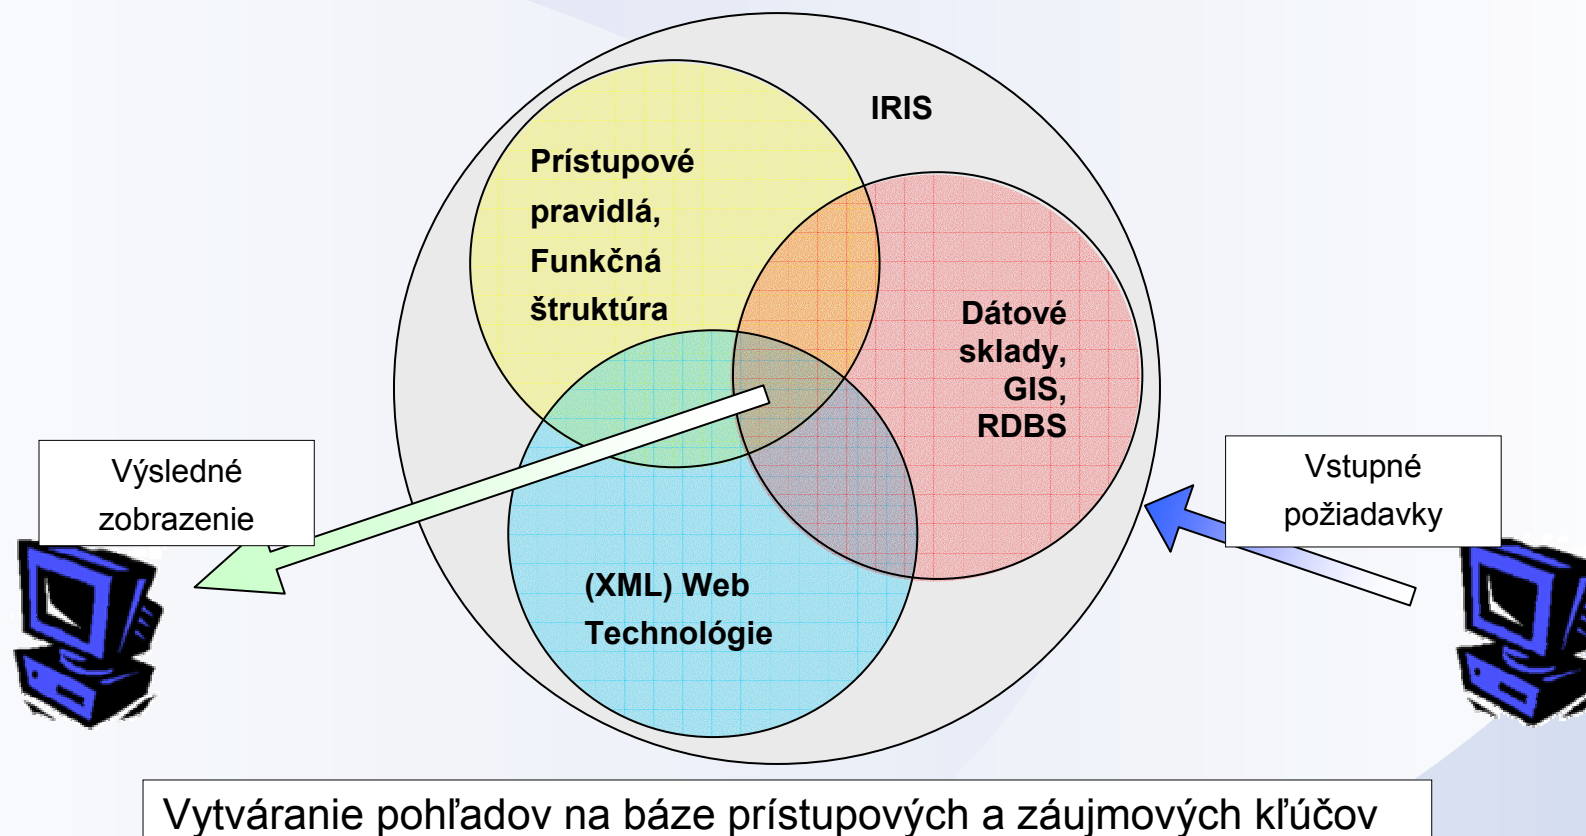 IRIS
Prístupové
pravidlá,
Funkčná
štruktúra
Dátové
sklady,
GIS,
RDBS
(XML) Web
Technológie
Výsledné
zobrazenie
Vstupné
požiadavky
Vytváranie pohľadov na báze prístupových a záujmových kľúčov